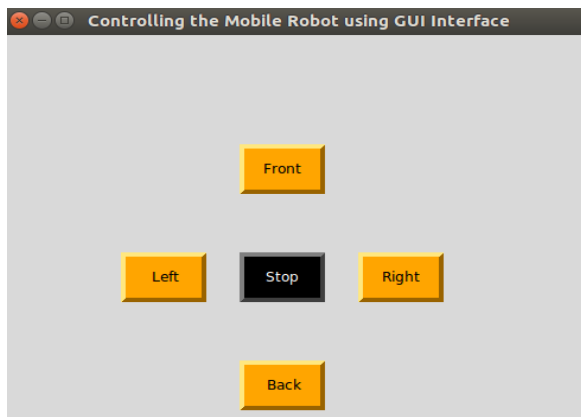 Controlling the Mobile Robot using GUI Interface
Front
Left Stop Right
Back